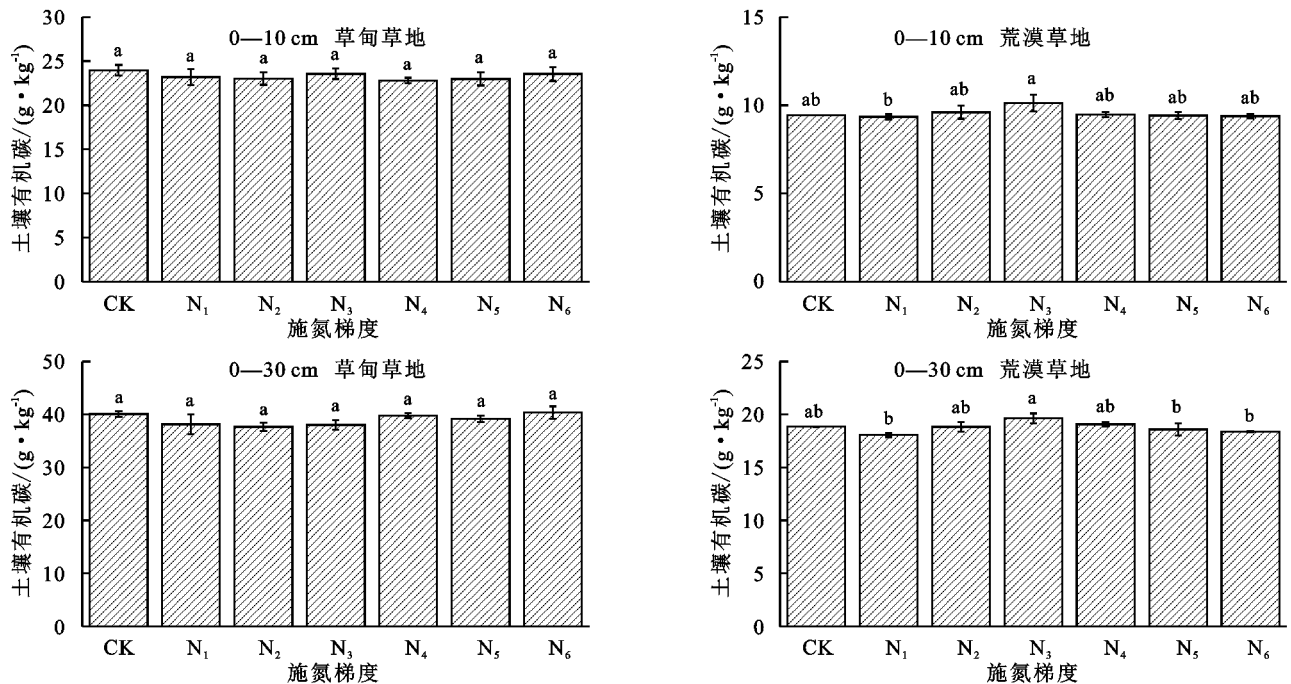 0—10 cm 草甸草地
土壤有机碳/(g·kg⁻¹)
30
25
20
15
10
5
0
a a a a a a a
CK N₁ N₂ N₃ N₄ N₅ N₆
施氮梯度
0—10 cm 荒漠草地
土壤有机碳/(g·kg⁻¹)
15
10
5
0
ab b ab a ab ab ab
CK N₁ N₂ N₃ N₄ N₅ N₆
施氮梯度
0—30 cm 草甸草地
土壤有机碳/(g·kg⁻¹)
50
40
30
20
10
0
a a a a a a a
CK N₁ N₂ N₃ N₄ N₅ N₆
施氮梯度
0—30 cm 荒漠草地
土壤有机碳/(g·kg⁻¹)
25
20
15
10
5
0
ab b ab a ab b b
CK N₁ N₂ N₃ N₄ N₅ N₆
施氮梯度